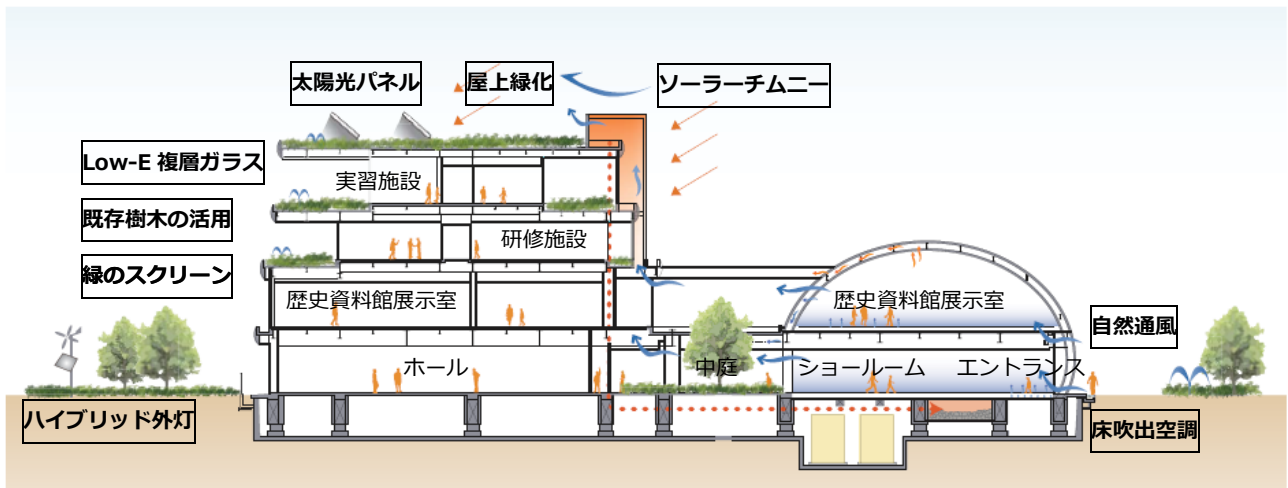 太陽光パネル
屋上緑化
ソーラーチムニー
Low-E 複層ガラス
実習施設
既存樹木の活用
研修施設
緑のスクリーン
歴史資料館展示室
歴史資料館展示室
自然通風
ホール
中庭
ショールーム
エントランス
ハイブリッド外灯
床吹出空調